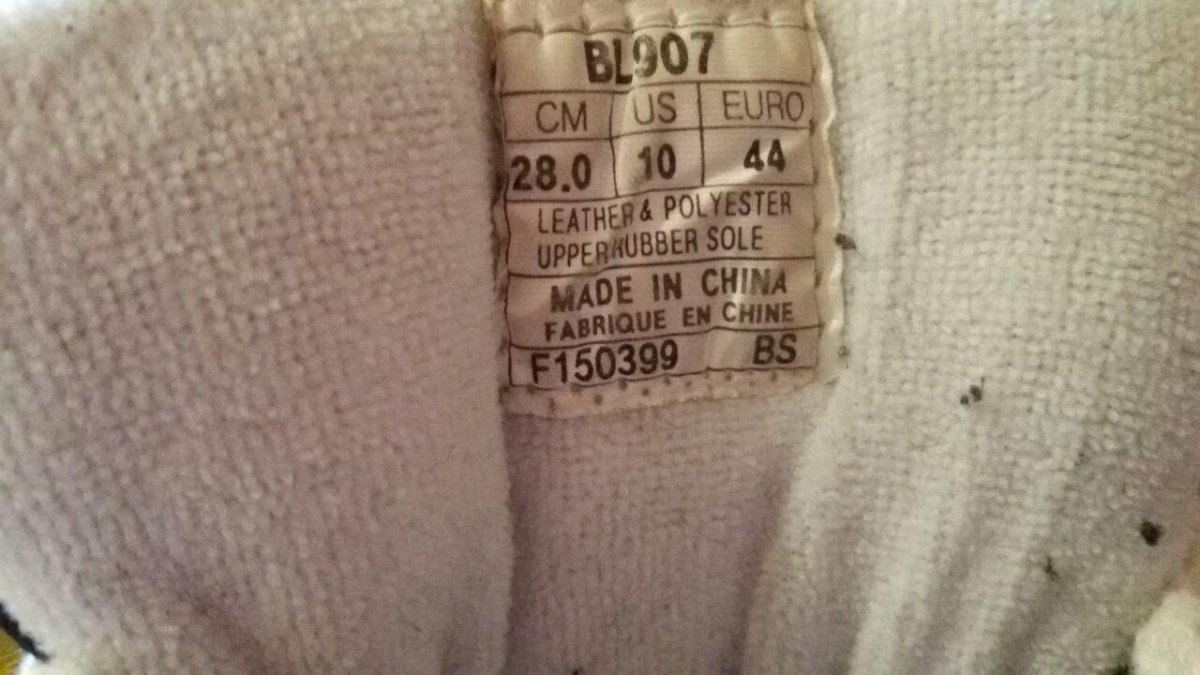 BL907
CM US EURO
28.0 10 44
LEATHER & POLYESTER
UPPER RUBBER SOLE
MADE IN CHINA
FABRIQUE EN CHINE
F150399 BS